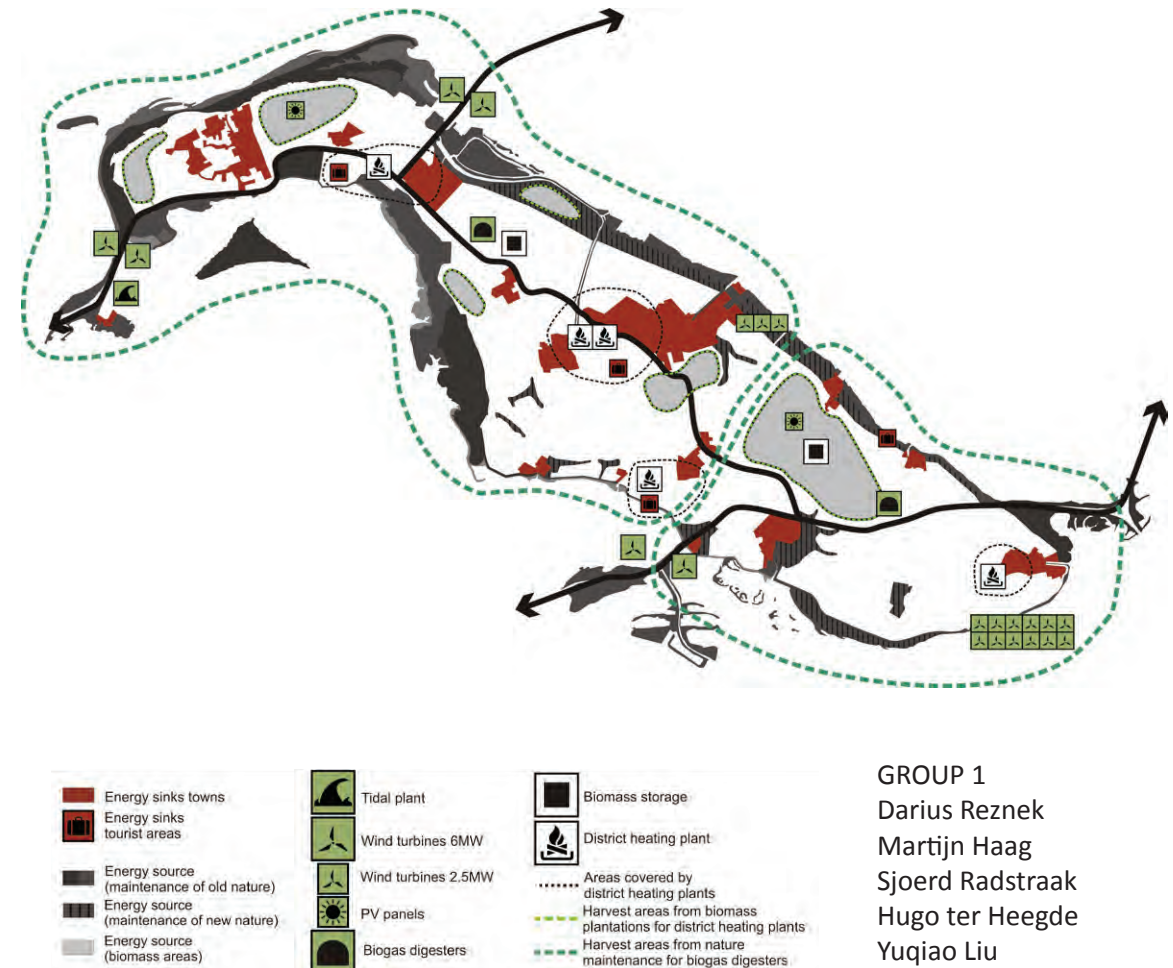 Energy sinks towns
Energy sinks
tourist areas
Energy source
(maintenance of old nature)
Energy source
(maintenance of new nature)
Energy source
(biomass areas)
Tidal plant
Wind turbines 6MW
Wind turbines 2.5MW
PV panels
Biogas digesters
Biomass storage
District heating plant
Areas covered by
district heating plants
Harvest areas from biomass
plantations for district heating plants
Harvest areas from nature
maintenance for biogas digesters
GROUP 1
Darius Reznek
Martijn Haag
Sjoerd Radstraak
Hugo ter Heegde
Yuqiao Liu